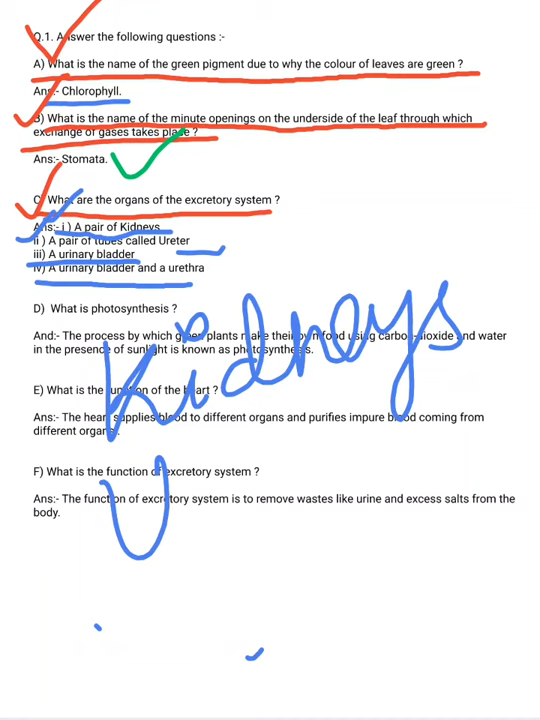 Q.1. Answer the following questions :-
A) What is the name of the green pigment due to why the colour of leaves are green ?
Ans:- Chlorophyll.
B) What is the name of the minute openings on the underside of the leaf through which
exchange of gases takes place ?
Ans:- Stomata.
C) What are the organs of the excretory system ?
Ans:- i ) A pair of Kidneys
ii ) A pair of tubes called Ureter
iii) A urinary bladder
iv) A urinary bladder and a urethra
D) What is photosynthesis ?
And:- The process by which green plants make their own food using carbon-dioxide and water
in the presence of sunlight is known as photosynthesis.
Kidneys
E) What is the function of the heart ?
Ans:- The heart supplies blood to different organs and purifies impure blood coming from
different organs.
F) What is the function of excretory system ?
Ans:- The function of excretory system is to remove wastes like urine and excess salts from the
body.
U